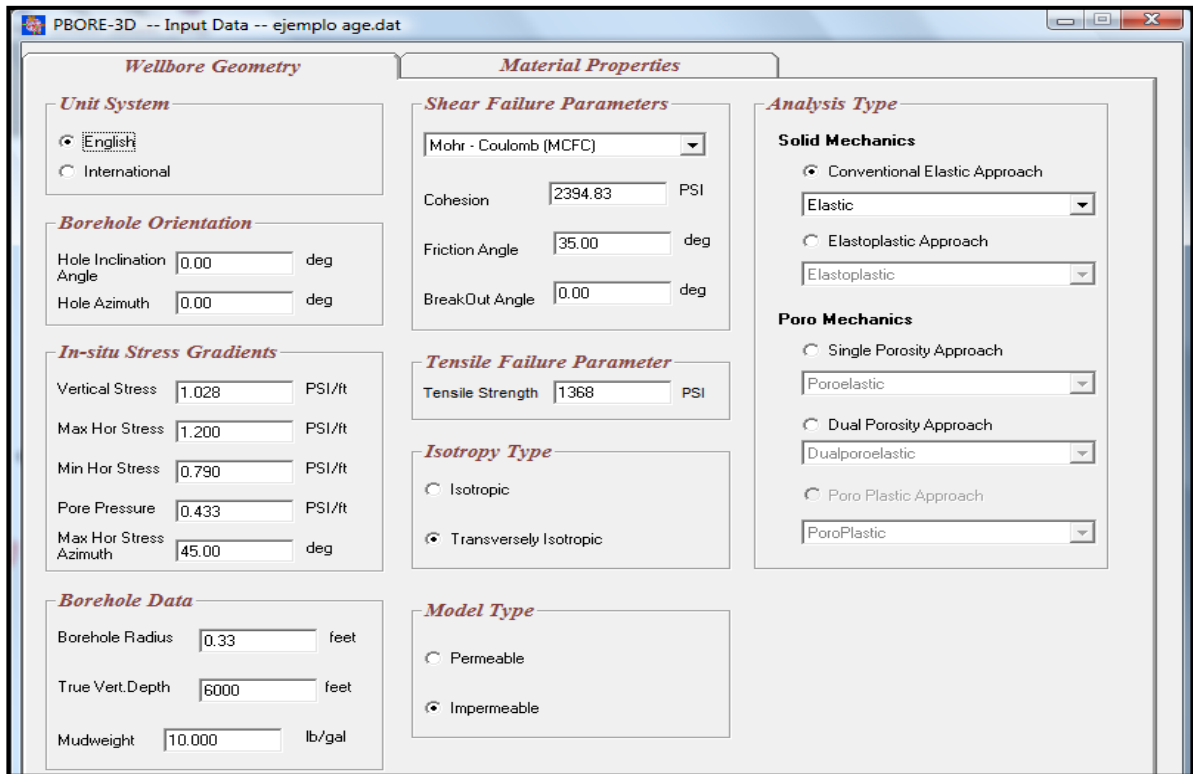 PBORE-3D -- Input Data -- ejemplo age.dat
Wellbore Geometry
Material Properties
Unit System
English
International
Borehole Orientation
Hole Inclination
Angle
0.00 deg
Hole Azimuth 0.00 deg
In-situ Stress Gradients
Vertical Stress 1.028 PSI/ft
Max Hor Stress 1.200 PSI/ft
Min Hor Stress 0.790 PSI/ft
Pore Pressure 0.433 PSI/ft
Max Hor Stress
Azimuth
45.00 deg
Borehole Data
Borehole Radius 0.33 feet
True Vert.Depth 6000 feet
Mudweight 10.000 lb/gal
Shear Failure Parameters
Mohr - Coulomb (MCFC)
Cohesion 2394.83 PSI
Friction Angle 35.00 deg
BreakOut Angle 0.00 deg
Tensile Failure Parameter
Tensile Strength 1368 PSI
Isotropy Type
Isotropic
Transversely Isotropic
Model Type
Permeable
Impermeable
Analysis Type
Solid Mechanics
Conventional Elastic Approach
Elastic
Elastoplastic Approach
Elastoplastic
Poro Mechanics
Single Porosity Approach
Poroelastic
Dual Porosity Approach
Dualporoelastic
Poro Plastic Approach
PoroPlastic